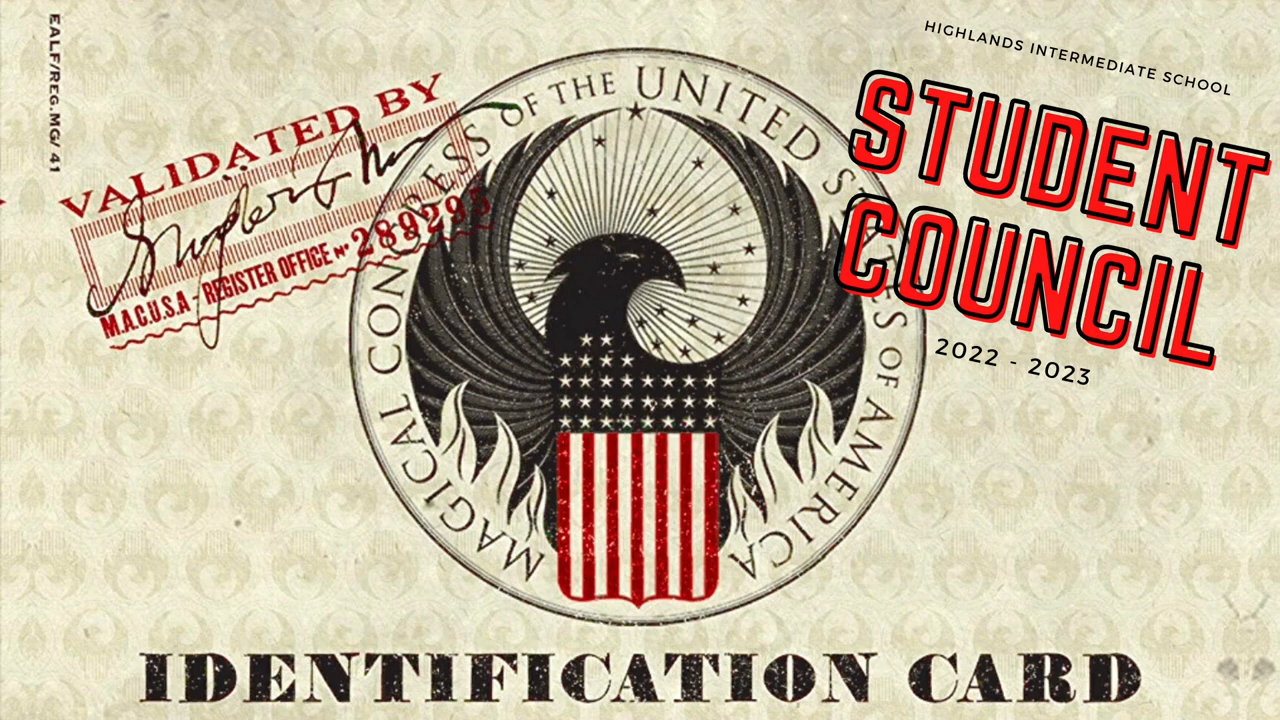 EALF/REG.MG/ 41
VALIDATED BY
M.A.C.U.S.A - REGISTER OFFICE Nº 289295
MAGICAL CONGRESS OF THE UNITED STATES OF AMERICA
HIGHLANDS INTERMEDIATE SCHOOL
STUDENT
COUNCIL
2022 - 2023
IDENTIFICATION CARD